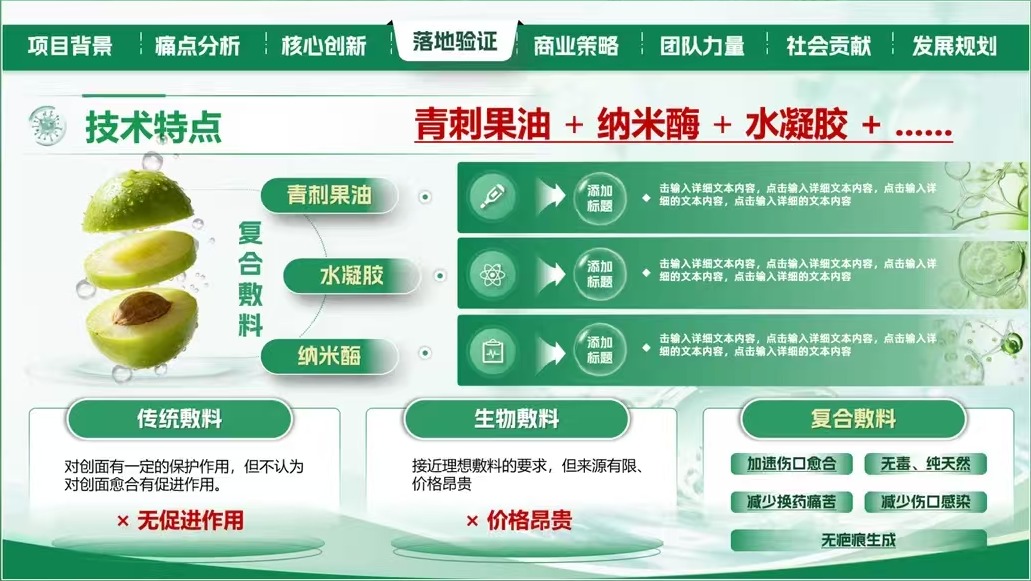 项目背景
痛点分析
核心创新
落地验证
商业策略
团队力量
社会贡献
发展规划
技术特点
青刺果油 + 纳米酶 + 水凝胶 + ……
复合敷料
青刺果油
水凝胶
纳米酶
添加
标题
◆ 击输入详细文本内容，点击输入详细文本内容，点击输入详
细的文本内容，点击输入详细的文本内容
添加
标题
◆ 击输入详细文本内容，点击输入详细文本内容，点击输入详
细的文本内容，点击输入详细的文本内容
添加
标题
◆ 击输入详细文本内容，点击输入详细文本内容，点击输入详
细的文本内容，点击输入详细的文本内容
传统敷料
对创面有一定的保护作用，但不认为
对创面愈合有促进作用。
× 无促进作用
生物敷料
接近理想敷料的要求，但来源有限、
价格昂贵
× 价格昂贵
复合敷料
加速伤口愈合
无毒、纯天然
减少换药痛苦
减少伤口感染
无疤痕生成